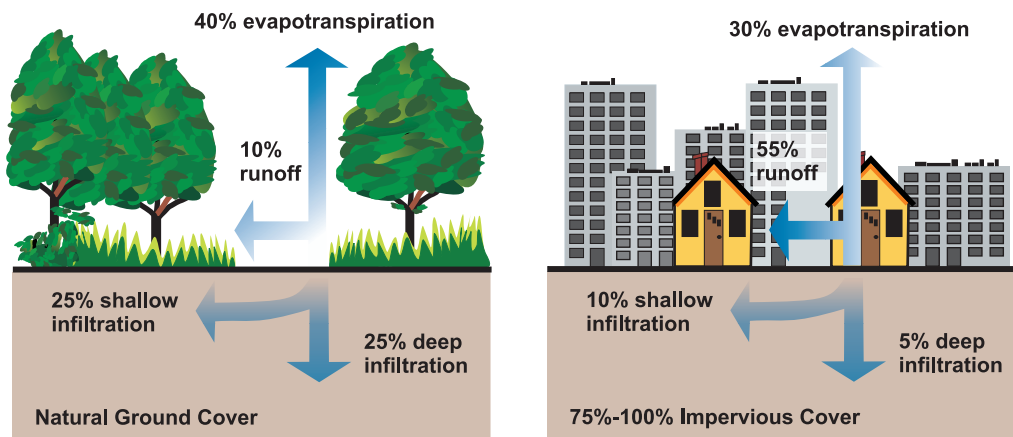 40% evapotranspiration
10%
runoff
25% shallow
infiltration
25% deep
infiltration
Natural Ground Cover
30% evapotranspiration
55%
runoff
10% shallow
infiltration
5% deep
infiltration
75%-100% Impervious Cover